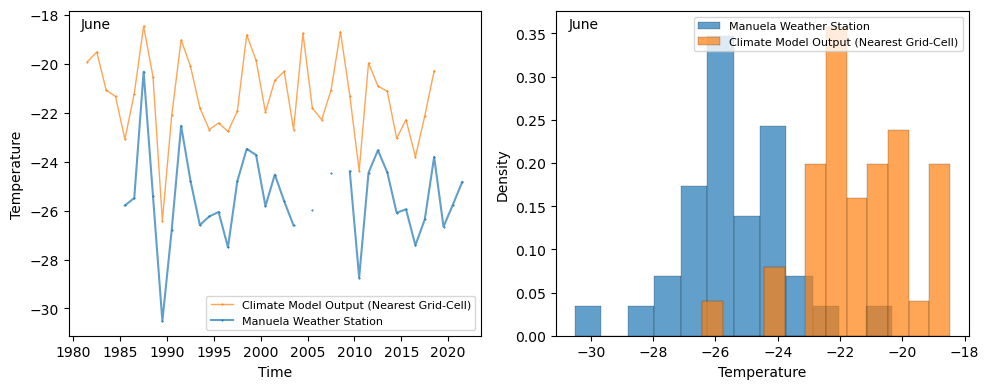 June
Temperature
−18
−20
−22
−24
−26
−28
−30
1980 1985 1990 1995 2000 2005 2010 2015 2020
Time
Climate Model Output (Nearest Grid-Cell)
Manuela Weather Station
June
Manuela Weather Station
Climate Model Output (Nearest Grid-Cell)
Density
0.35
0.30
0.25
0.20
0.15
0.10
0.05
0.00
−30 −28 −26 −24 −22 −20 −18
Temperature